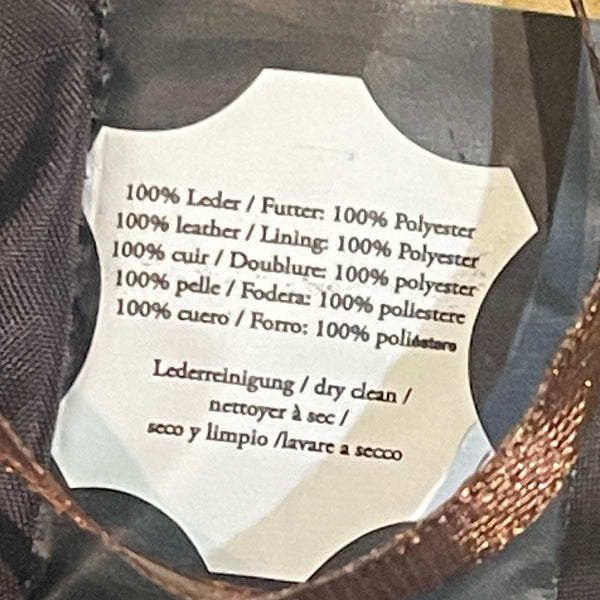 100% Leder / Futter: 100% Polyester
100% leather / Lining: 100% Polyester
100% cuir / Doublure: 100% polyester
100% pelle / Fodera: 100% poliestere
100% cuero / Forro: 100% poliéstere
Lederreinigung / dry clean /
nettoyer à sec /
seco y limpio /lavare a secco